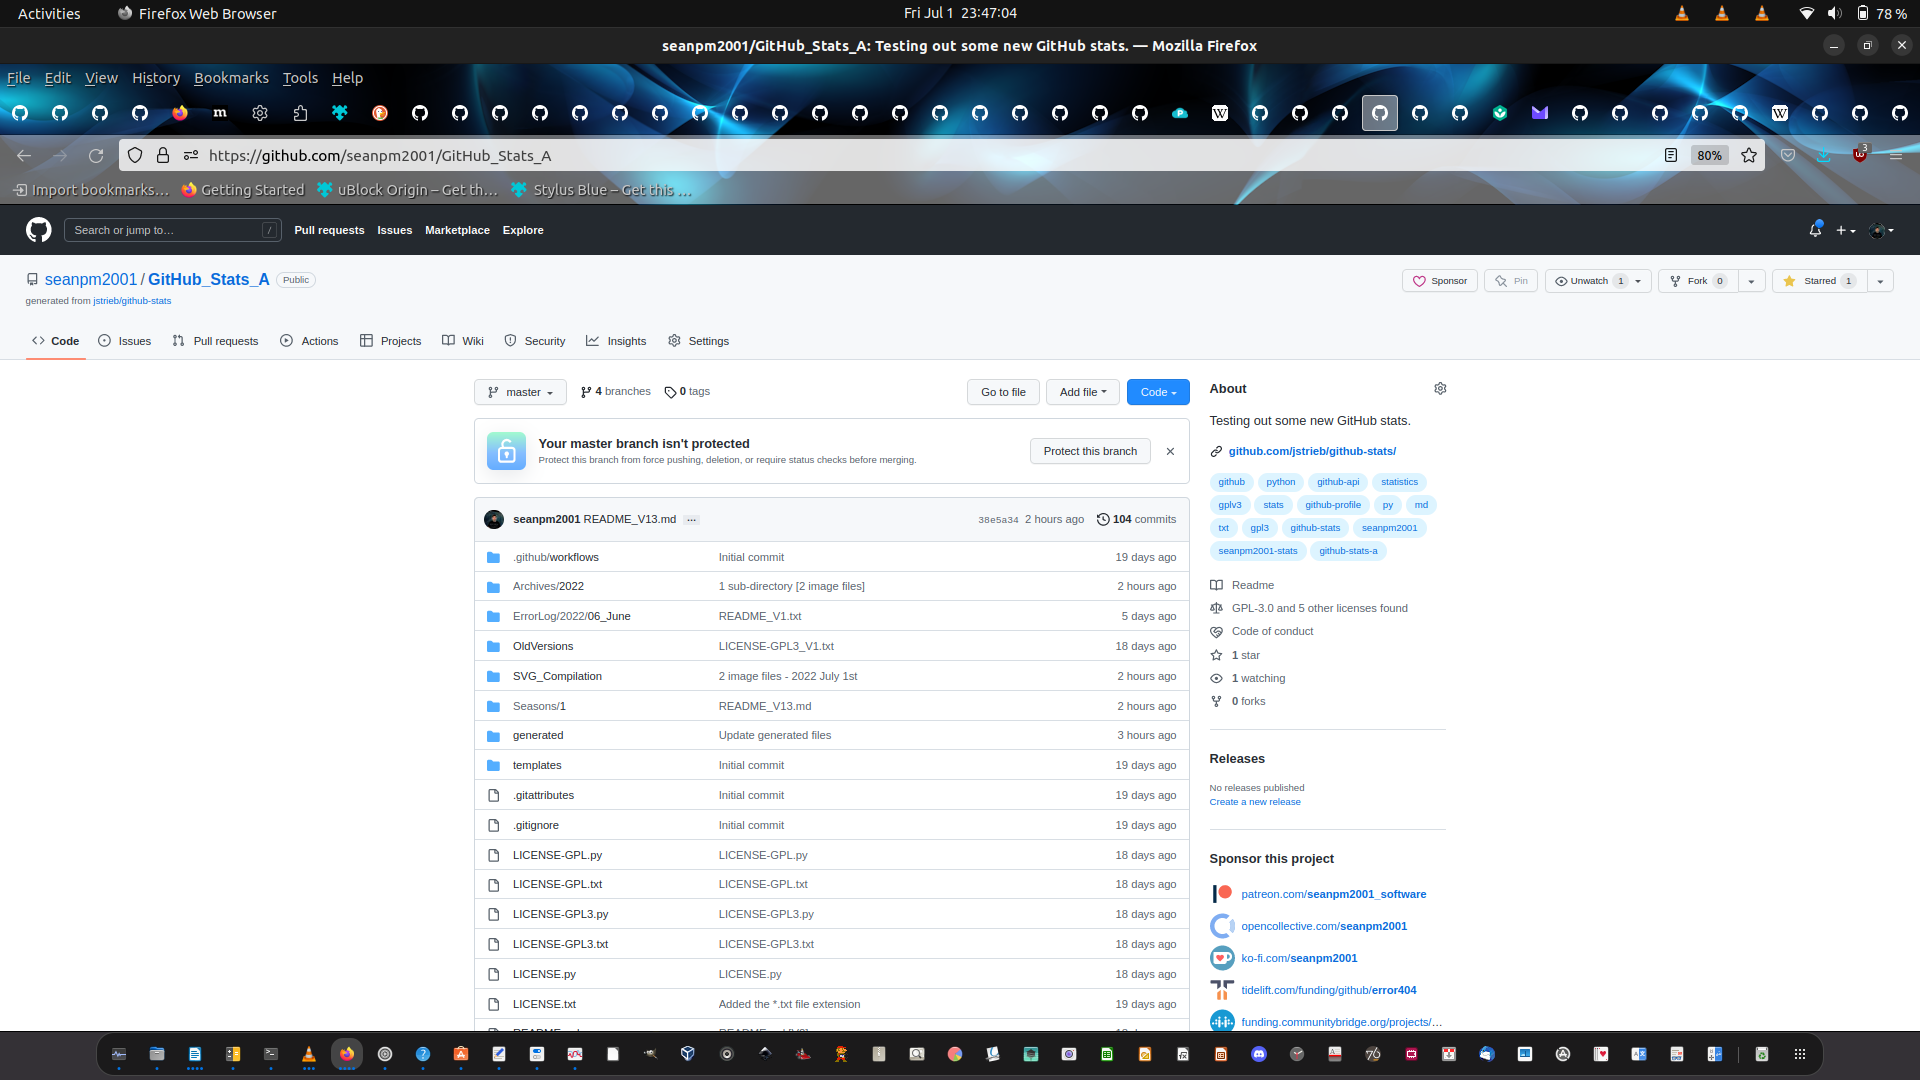 Activities
Firefox Web Browser
Fri Jul 1 23:47:04
78 %
seanpm2001/GitHub_Stats_A: Testing out some new GitHub stats. — Mozilla Firefox
File Edit View History Bookmarks Tools Help
https://github.com/seanpm2001/GitHub_Stats_A
80%
3
Import bookmarks…
Getting Started
uBlock Origin – Get th…
Stylus Blue – Get this …
Search or jump to…
/
Pull requests
Issues
Marketplace
Explore
seanpm2001 / GitHub_Stats_A
Public
Sponsor
Pin
Unwatch 1
Fork 0
Starred 1
generated from jstrieb/github-stats
Code
Issues
Pull requests
Actions
Projects
Wiki
Security
Insights
Settings
master
4 branches
0 tags
Go to file
Add file
Code
Your master branch isn't protected
Protect this branch from force pushing, deletion, or require status checks before merging.
Protect this branch
seanpm2001 README_V13.md ...
38e5a34 2 hours ago
104 commits
.github/workflows Initial commit 19 days ago
Archives/2022 1 sub-directory [2 image files] 2 hours ago
ErrorLog/2022/06_June README_V1.txt 5 days ago
OldVersions LICENSE-GPL3_V1.txt 18 days ago
SVG_Compilation 2 image files - 2022 July 1st 2 hours ago
Seasons/1 README_V13.md 2 hours ago
generated Update generated files 3 hours ago
templates Initial commit 19 days ago
.gitattributes Initial commit 19 days ago
.gitignore Initial commit 19 days ago
LICENSE-GPL.py LICENSE-GPL.py 18 days ago
LICENSE-GPL.txt LICENSE-GPL.txt 18 days ago
LICENSE-GPL3.py LICENSE-GPL3.py 18 days ago
LICENSE-GPL3.txt LICENSE-GPL3.txt 18 days ago
LICENSE.py LICENSE.py 18 days ago
LICENSE.txt Added the *.txt file extension 19 days ago
About
Testing out some new GitHub stats.
github.com/jstrieb/github-stats/
github python github-api statistics
gplv3 stats github-profile py md
txt gpl3 github-stats seanpm2001
seanpm2001-stats github-stats-a
Readme
GPL-3.0 and 5 other licenses found
Code of conduct
1 star
1 watching
0 forks
Releases
No releases published
Create a new release
Sponsor this project
patreon.com/seanpm2001_software
opencollective.com/seanpm2001
ko-fi.com/seanpm2001
tidelift.com/funding/github/error404
funding.communitybridge.org/projects/…